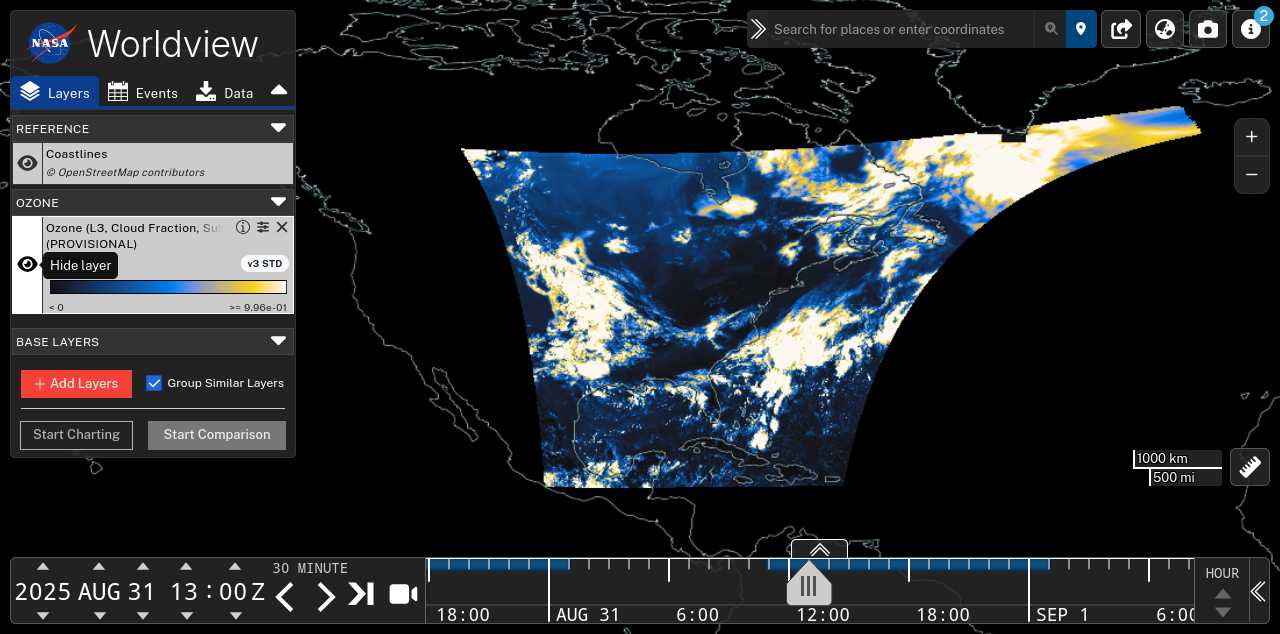 NASA
Worldview
Layers Events Data
REFERENCE
Coastlines
© OpenStreetMap contributors
OZONE
Ozone (L3, Cloud Fraction,
(PROVISIONAL)
Hide layer
v3 STD
< 0 >= 9.96e-01
BASE LAYERS
+ Add Layers
Group Similar Layers
Start Charting
Start Comparison
Search for places or enter coordinates
2
+
−
1000 km
500 mi
2025 AUG 31 13 : 00 Z
30 MINUTE
18:00 AUG 31 6:00 12:00 18:00 SEP 1
HOUR